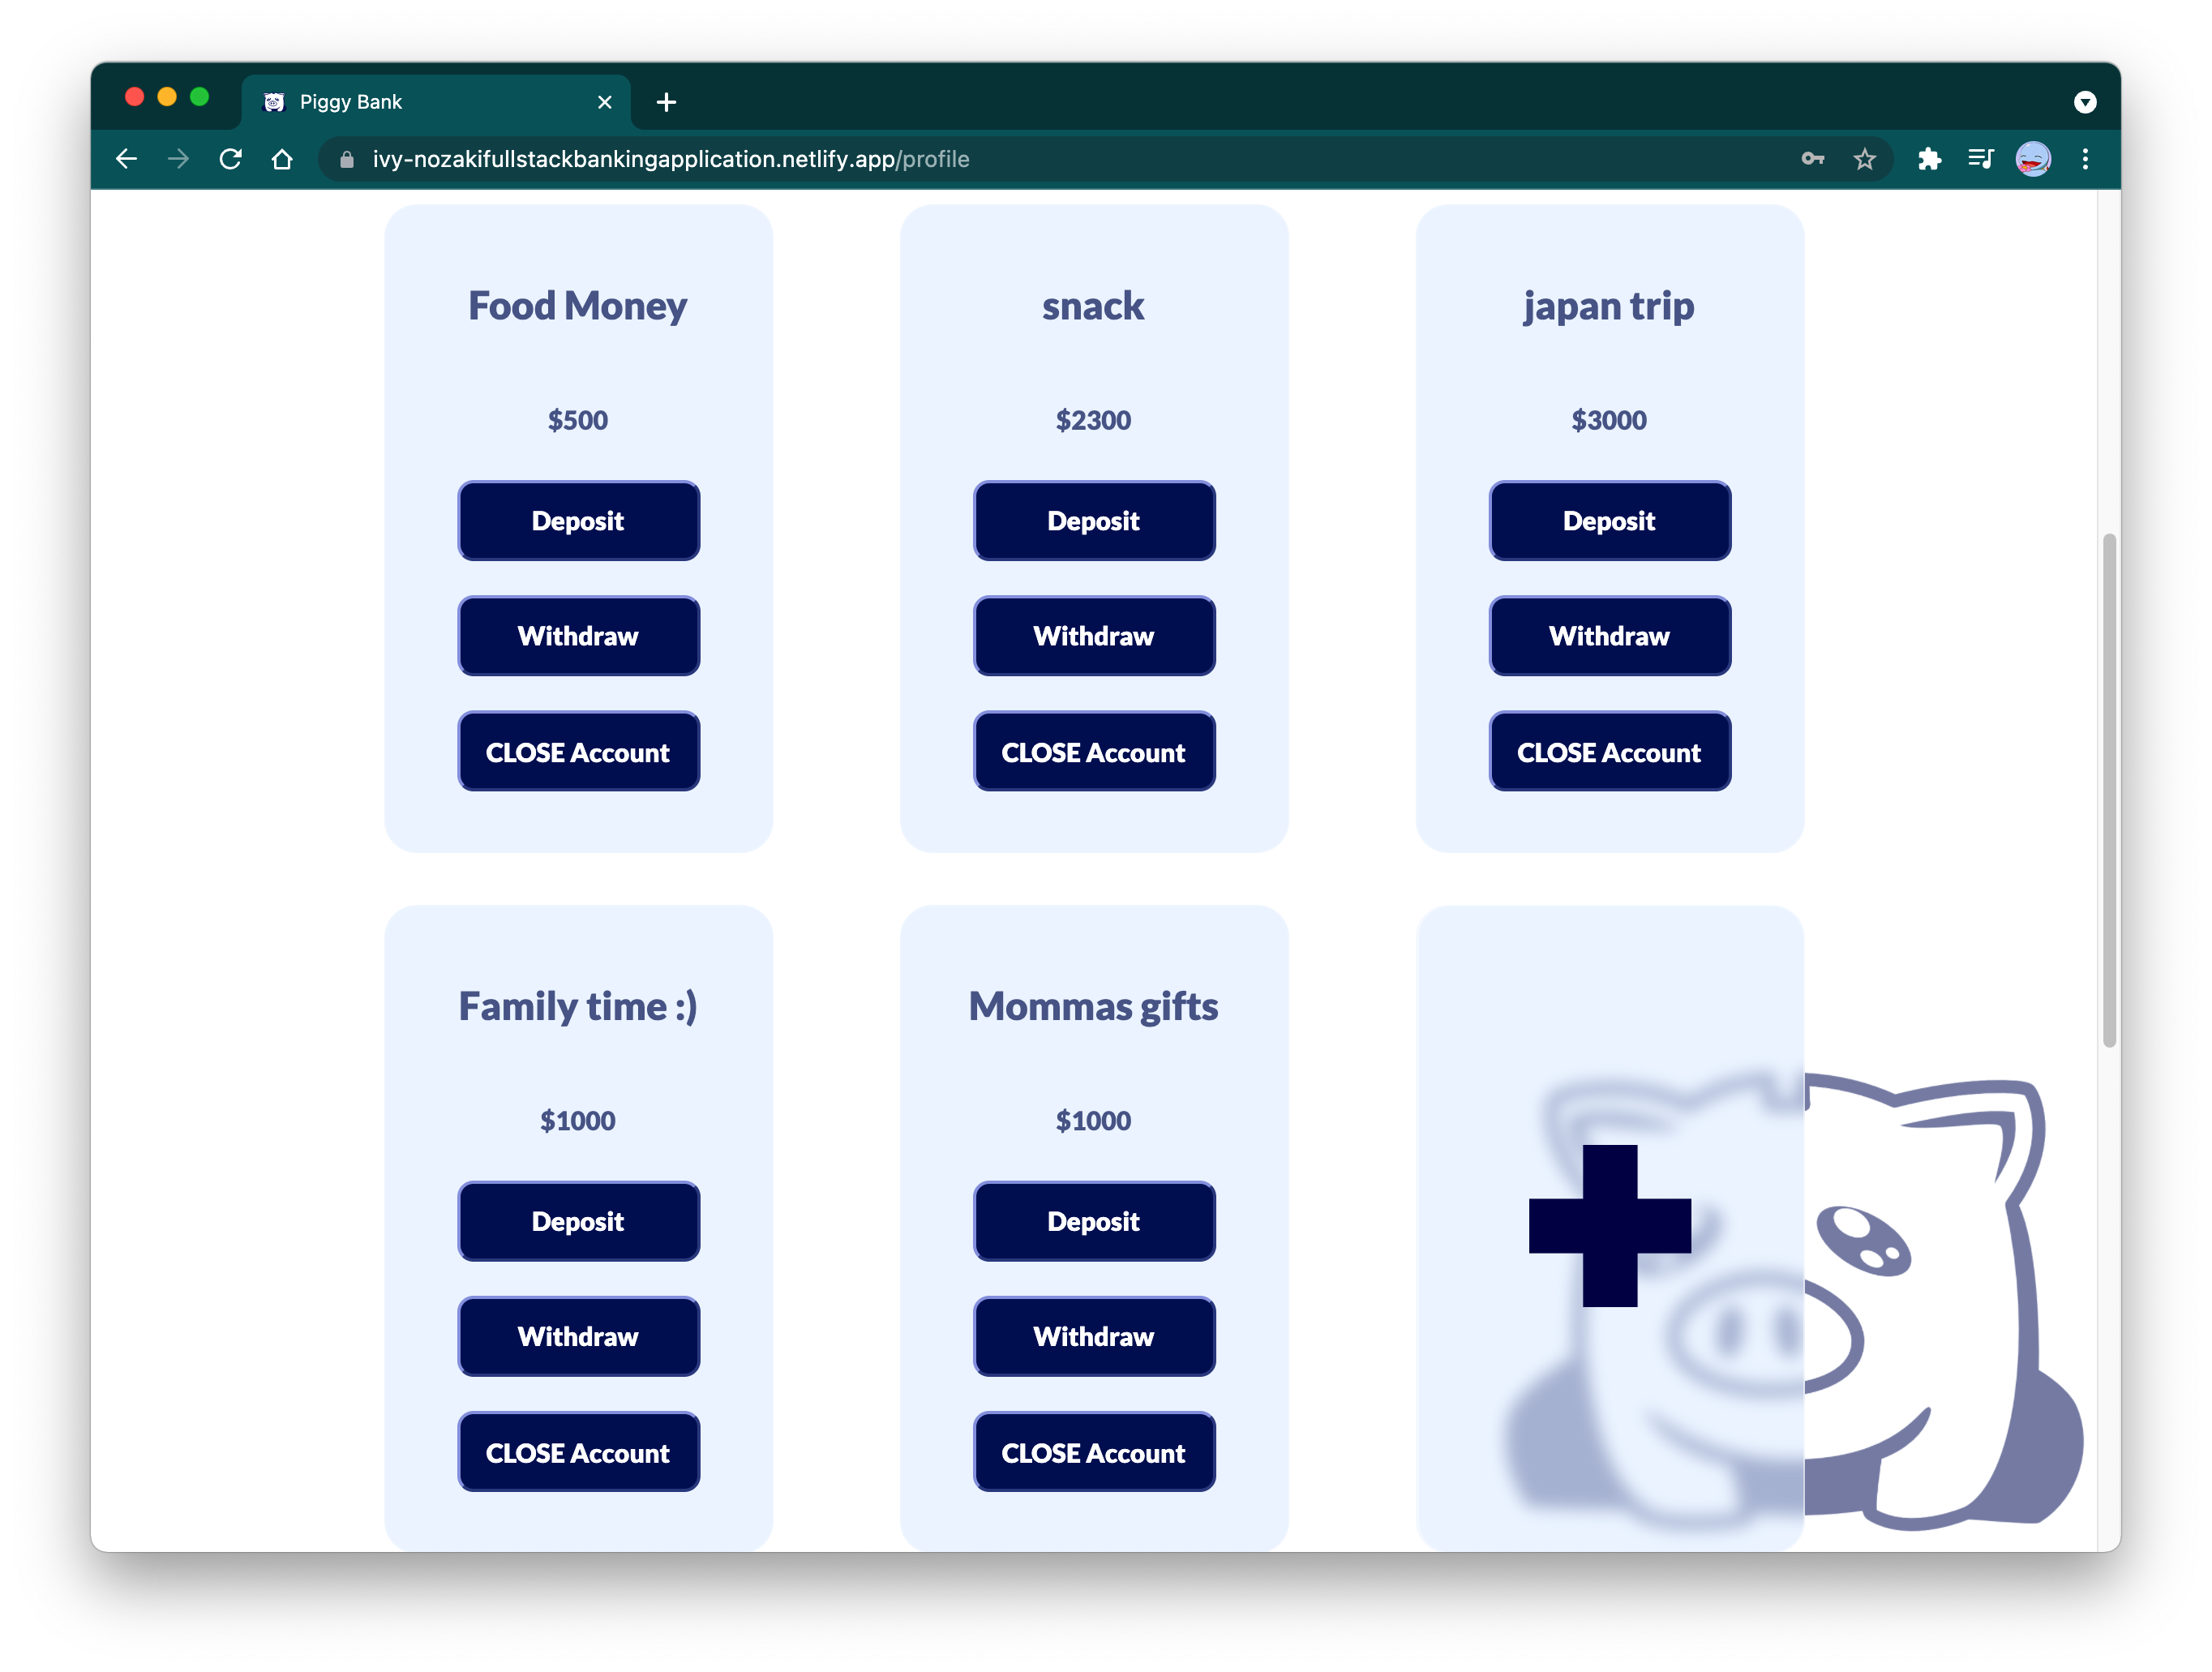 Piggy Bank
ivy-nozakifullstackbankingapplication.netlify.app/profile
Food Money
$500
Deposit
Withdraw
CLOSE Account
snack
$2300
Deposit
Withdraw
CLOSE Account
japan trip
$3000
Deposit
Withdraw
CLOSE Account
Family time :)
$1000
Deposit
Withdraw
CLOSE Account
Mommas gifts
$1000
Deposit
Withdraw
CLOSE Account